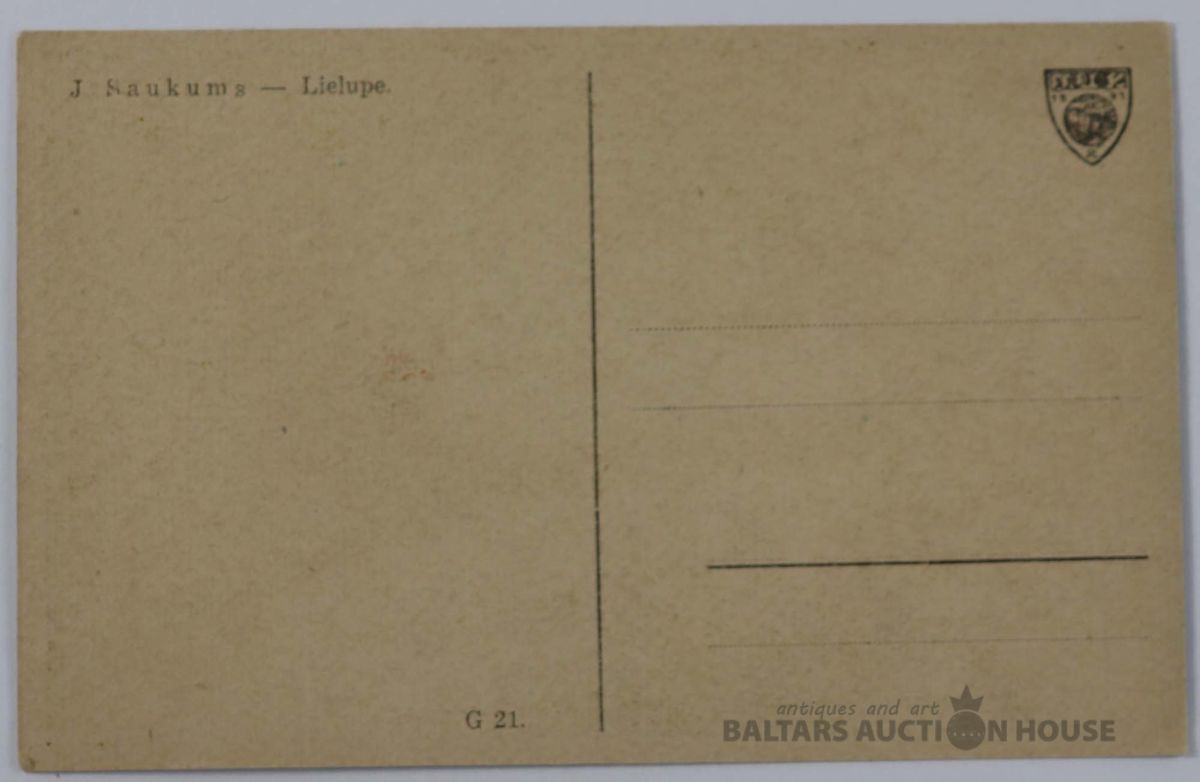 J. Saukums — Lielupe.
G 21.
antiques and art
BALTARS AUCTION HOUSE